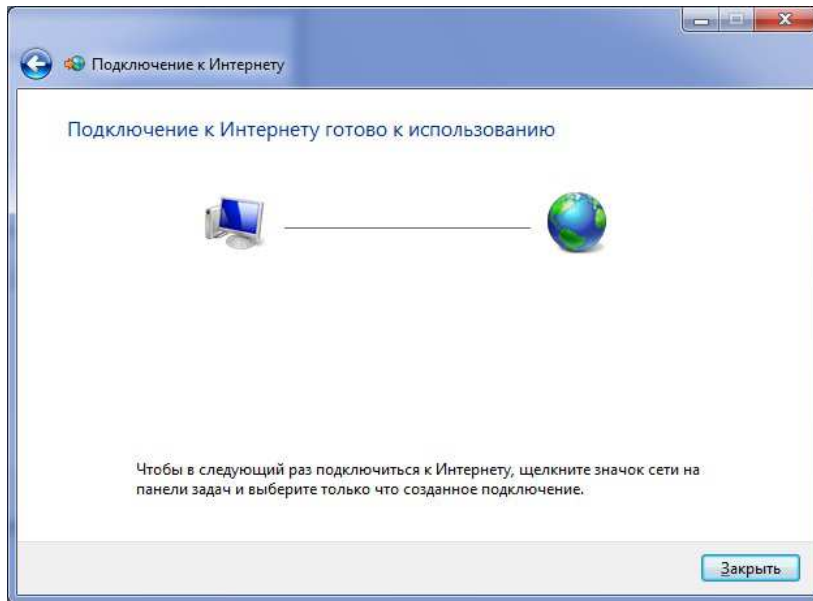 Подключение к Интернету
Подключение к Интернету готово к использованию
Чтобы в следующий раз подключиться к Интернету, щелкните значок сети на
панели задач и выберите только что созданное подключение.
Закрыть